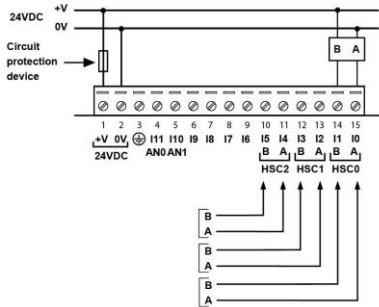 +V
24VDC
0V
Circuit
protection
device
B A
1 2 3 4 5 6 7 8 9 10 11 12 13 14 15
+V 0V I11 I10 I9 I8 I7 I6 I5 I4 I3 I2 I1 I0
24VDC AN0 AN1 B A B A B A
HSC2 HSC1 HSC0
B
A
B
A
B
A